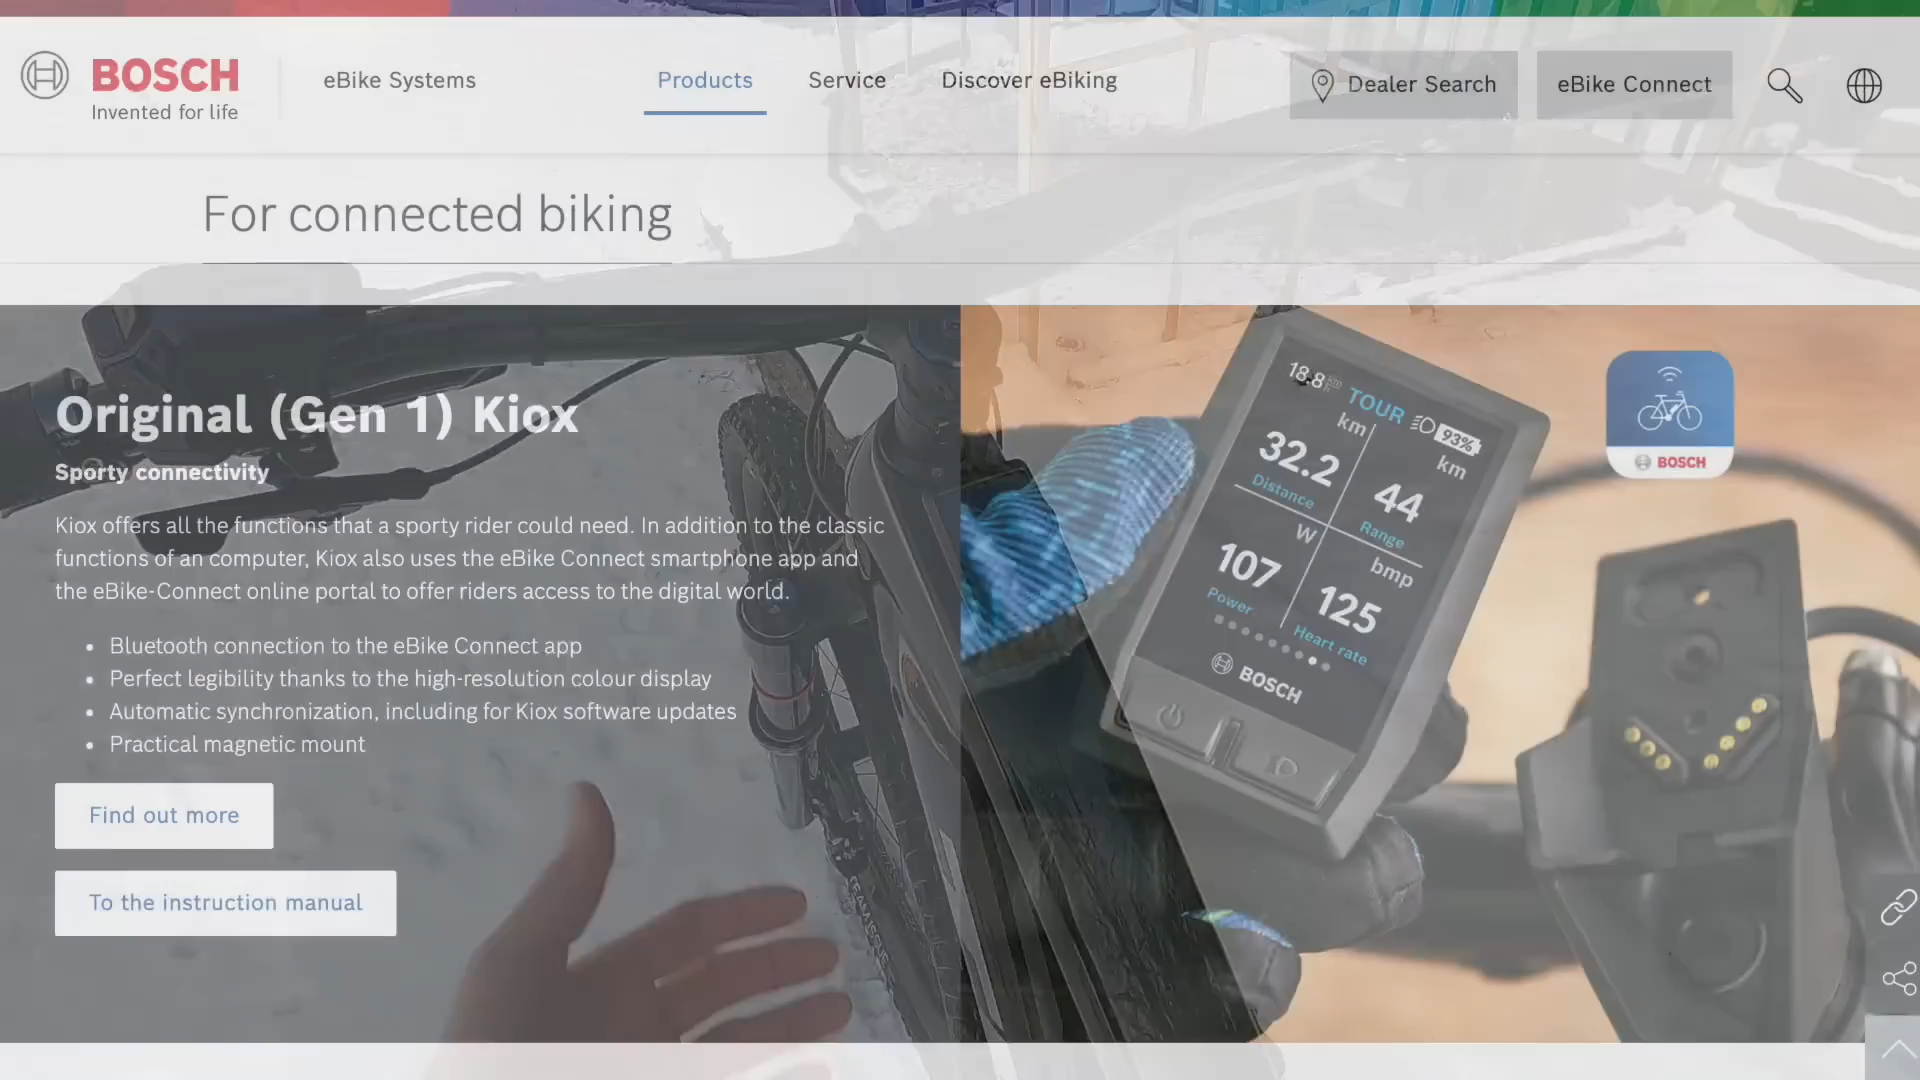 BOSCH
Invented for life
eBike Systems
Products
Service
Discover eBiking
Dealer Search
eBike Connect
For connected biking
Original (Gen 1) Kiox
Sporty connectivity
Kiox offers all the functions that a sporty rider could need. In addition to the classic
functions of an computer, Kiox also uses the eBike Connect smartphone app and
the eBike-Connect online portal to offer riders access to the digital world.
• Bluetooth connection to the eBike Connect app
• Perfect legibility thanks to the high-resolution colour display
• Automatic synchronization, including for Kiox software updates
• Practical magnetic mount
Find out more
To the instruction manual
18.8
TOUR
93%
km
32.2
Distance
km
44
Range
W
107
Power
bmp
125
Heart rate
BOSCH
BOSCH